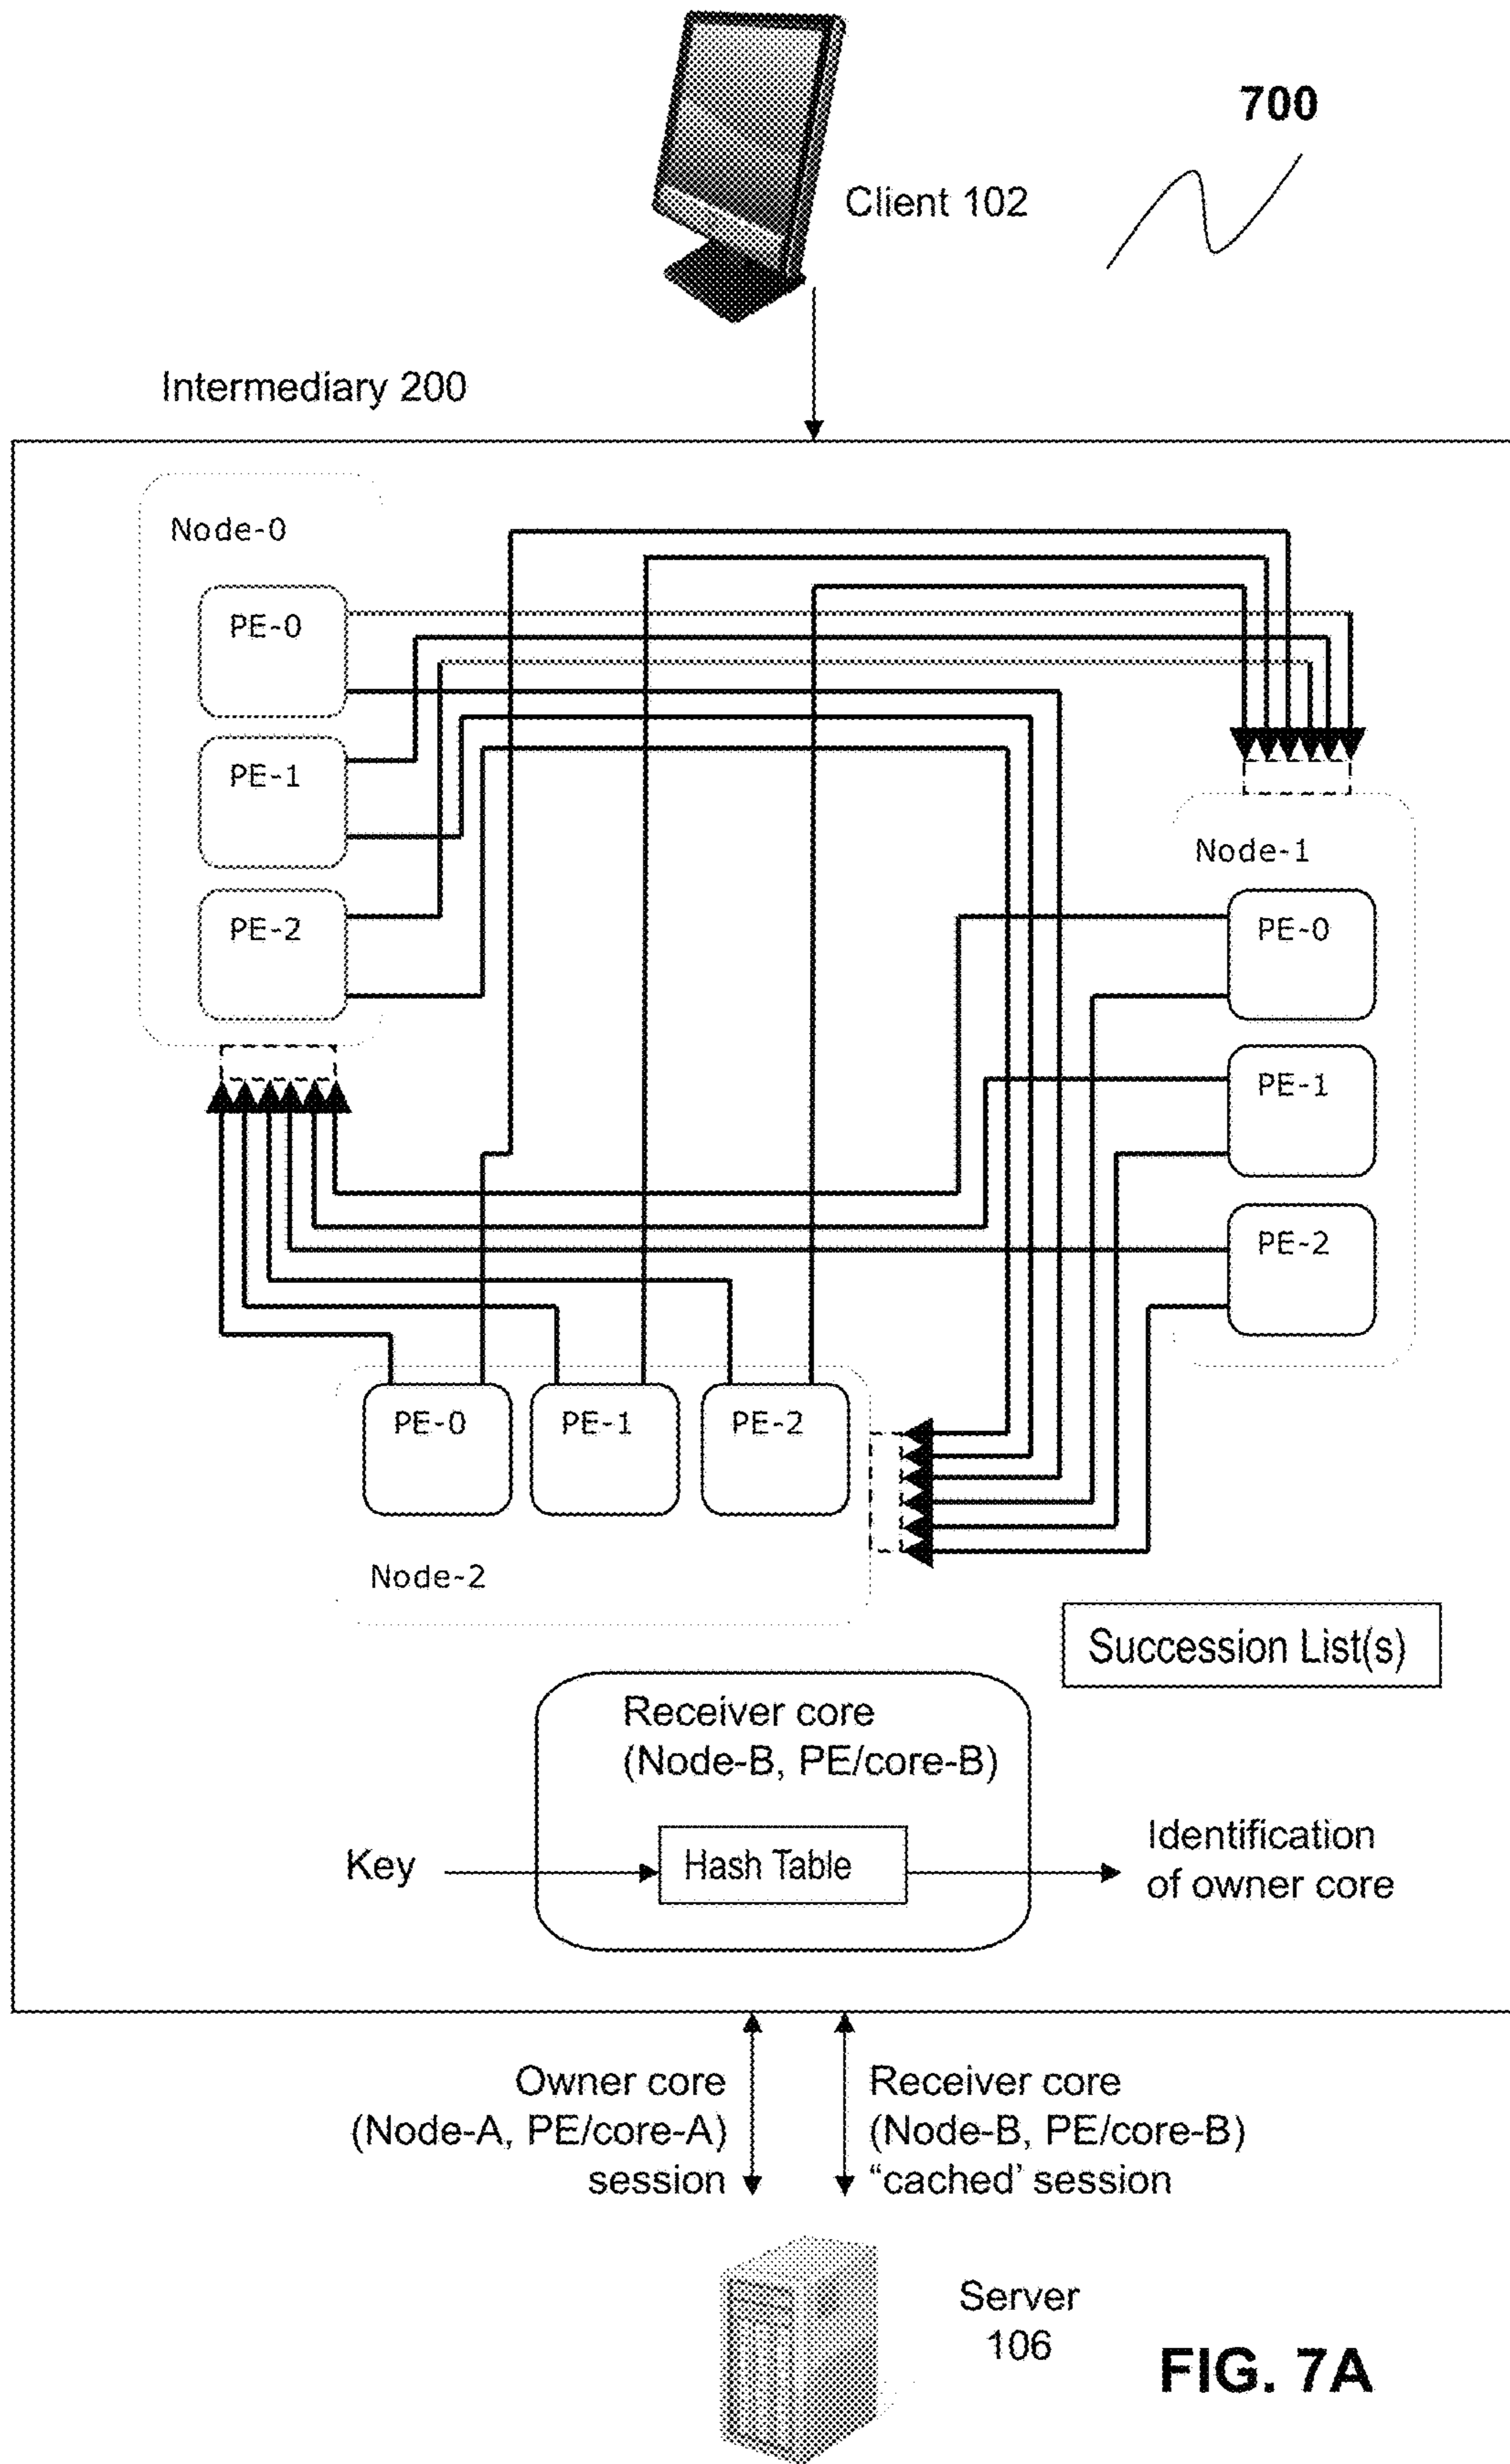 700
Client 102
Intermediary 200
Node-0
PE-0
PE-1
PE-2
Node-1
PE-0
PE-1
PE-2
PE-0
PE-1
PE-2
Node-2
Succession List(s)
Receiver core
(Node-B, PE/core-B)
Key
Hash Table
Identification
of owner core
Owner core
(Node-A, PE/core-A)
session
Receiver core
(Node-B, PE/core-B)
“cached’ session
Server
106
FIG. 7A